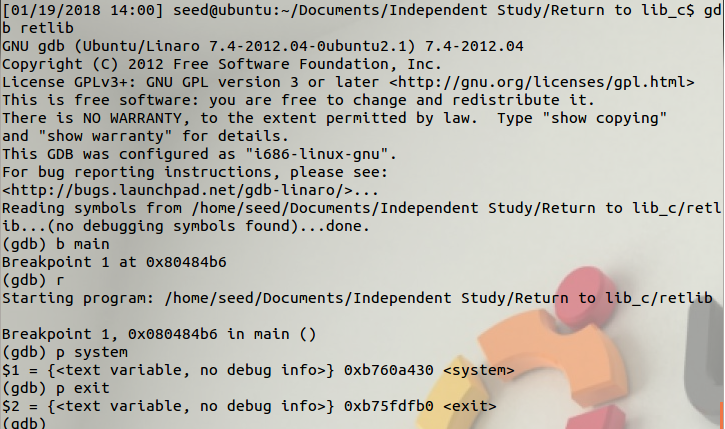 [01/19/2018 14:00] seed@ubuntu:~/Documents/Independent Study/Return to lib_c$ gd
b retlib
GNU gdb (Ubuntu/Linaro 7.4-2012.04-0ubuntu2.1) 7.4-2012.04
Copyright (C) 2012 Free Software Foundation, Inc.
License GPLv3+: GNU GPL version 3 or later <http://gnu.org/licenses/gpl.html>
This is free software: you are free to change and redistribute it.
There is NO WARRANTY, to the extent permitted by law.  Type "show copying"
and "show warranty" for details.
This GDB was configured as "i686-linux-gnu".
For bug reporting instructions, please see:
<http://bugs.launchpad.net/gdb-linaro/>...
Reading symbols from /home/seed/Documents/Independent Study/Return to lib_c/retl
ib...(no debugging symbols found)...done.
(gdb) b main
Breakpoint 1 at 0x80484b6
(gdb) r
Starting program: /home/seed/Documents/Independent Study/Return to lib_c/retlib
Breakpoint 1, 0x080484b6 in main ()
(gdb) p system
$1 = {<text variable, no debug info>} 0xb760a430 <system>
(gdb) p exit
$2 = {<text variable, no debug info>} 0xb75fdfb0 <exit>
(gdb)